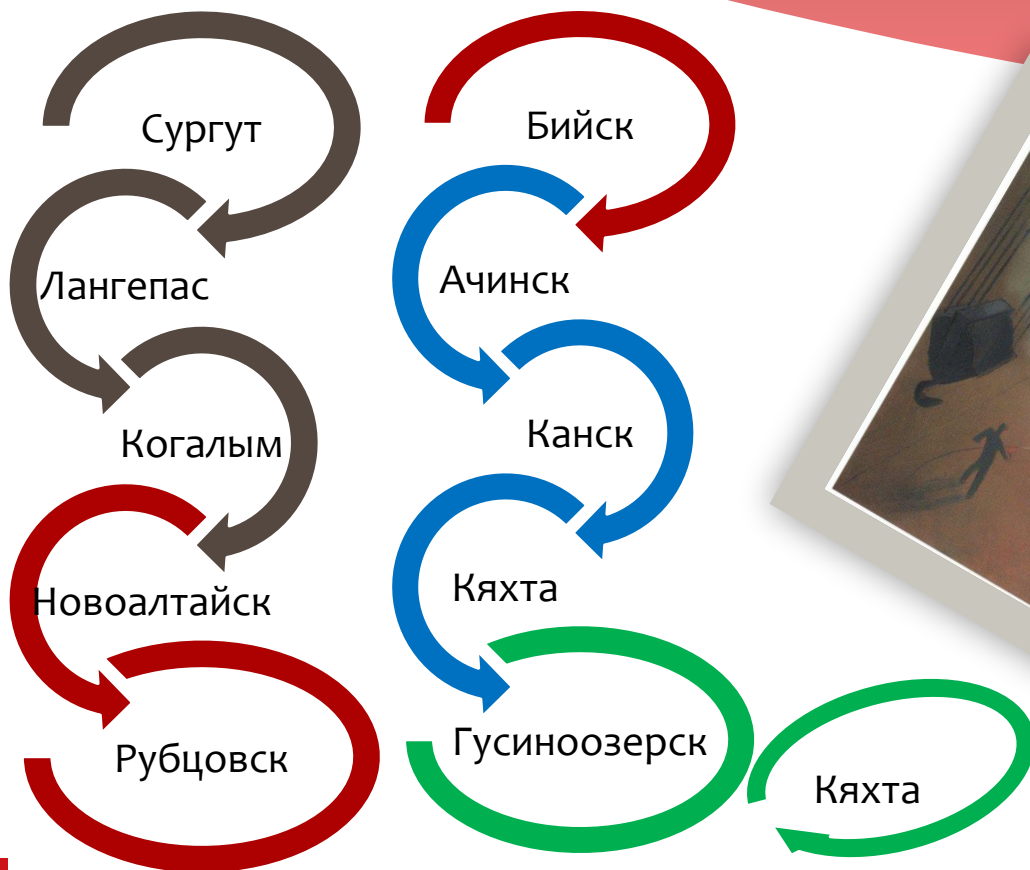 Сургут
Лангепас
Когалым
Новоалтайск
Рубцовск
Бийск
Ачинск
Канск
Кяхта
Гусиноозерск
Кяхта